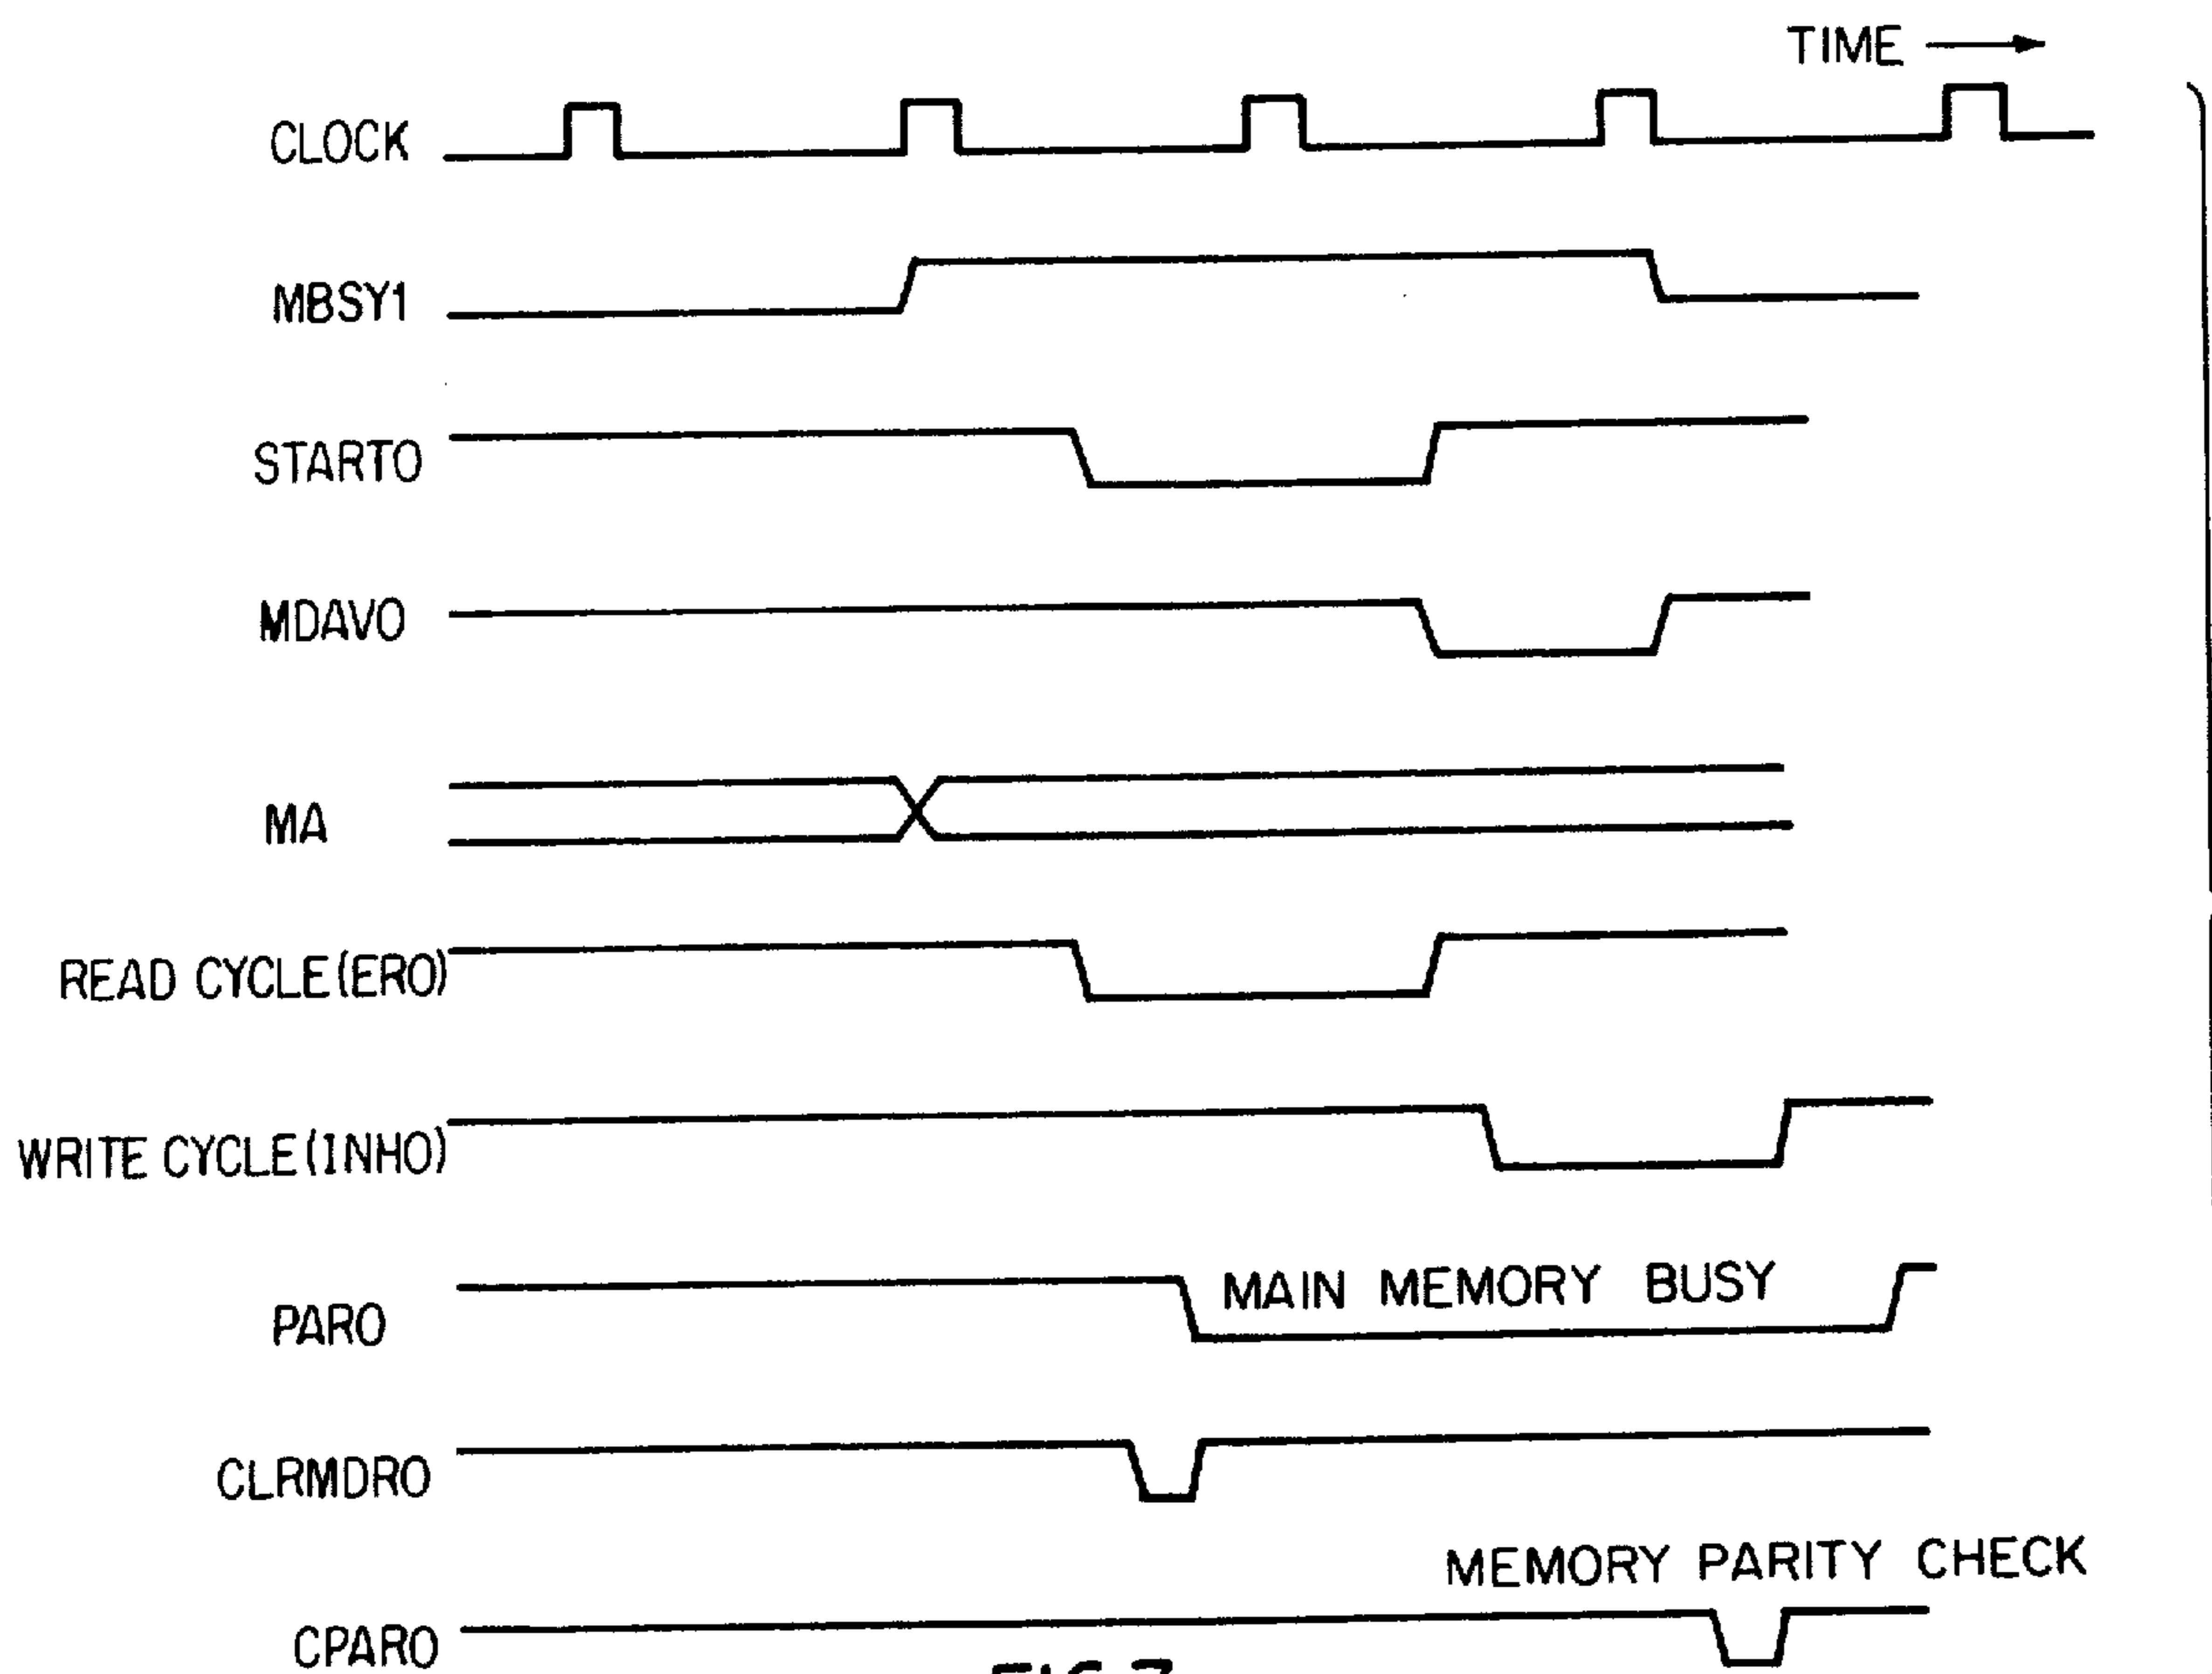 TIME
CLOCK
MBSY1
STARTO
MDAVO
MA
READ CYCLE(ERO)
WRITE CYCLE(INHO)
MAIN MEMORY BUSY
PARO
CLRMDRO
MEMORY PARITY CHECK
CPARO